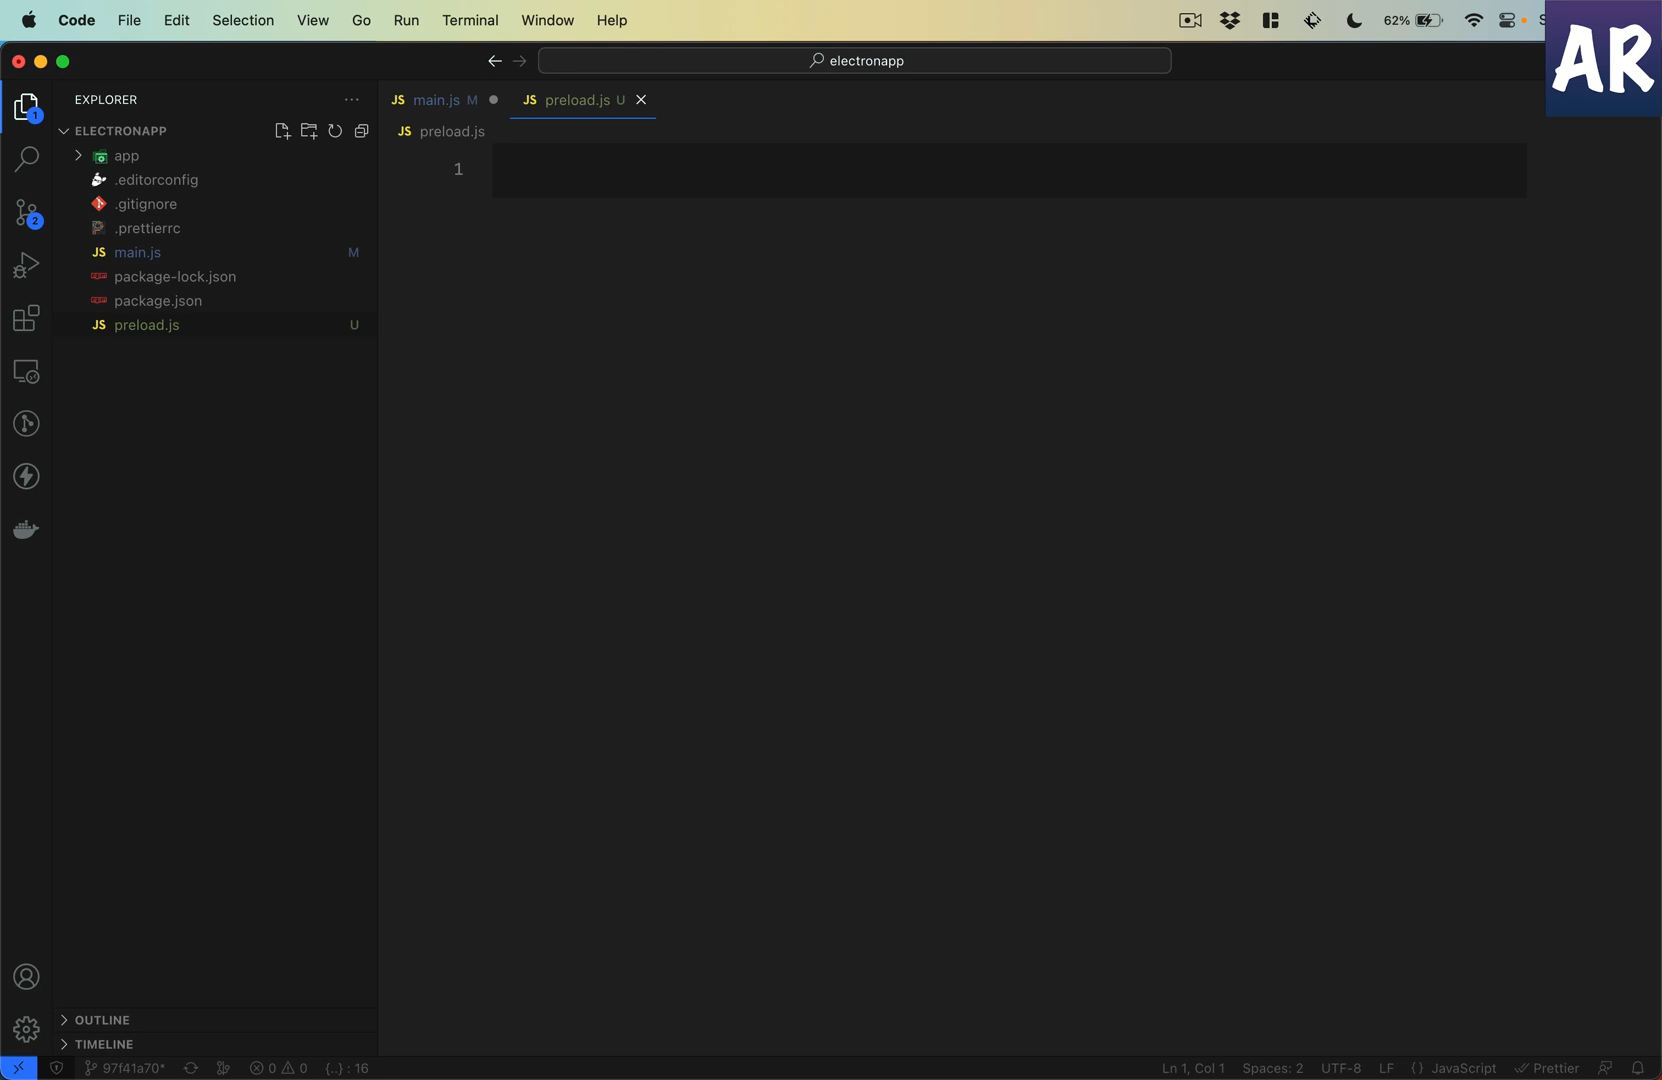 Code File Edit Selection View Go Run Terminal Window Help 62%
AR
electronapp
EXPLORER
JS main.js M
JS preload.js U
ELECTRONAPP
JS preload.js
1
app
.editorconfig
.gitignore
.prettierrc
JS main.js M
package-lock.json
package.json
JS preload.js U
1
2
OUTLINE
TIMELINE
97f41a70* 0 0 {..} : 16 Ln 1, Col 1 Spaces: 2 UTF-8 LF {} JavaScript Prettier